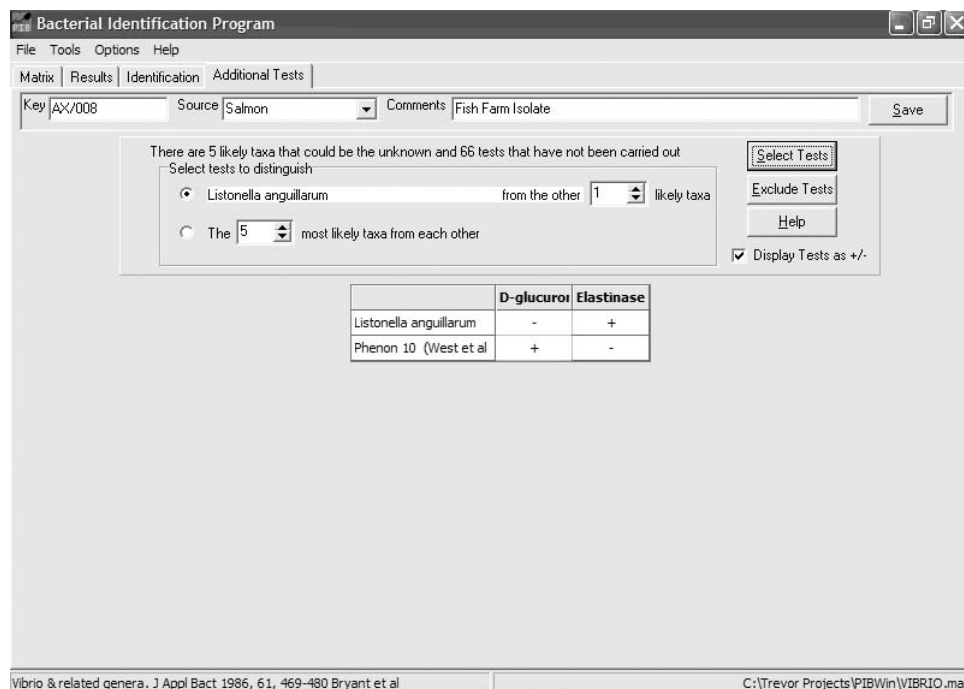 PIB Bacterial Identification Program
File Tools Options Help
Matrix Results Identification Additional Tests
Key AX/008 Source Salmon Comments Fish Farm Isolate Save
There are 5 likely taxa that could be the unknown and 66 tests that have not been carried out
Select Tests
Select tests to distinguish
Listonella anguillarum from the other 1 likely taxa
Exclude Tests
Help
The 5 most likely taxa from each other
Display Tests as +/-
D-glucuror Elastinase
Listonella anguillarum - +
Phenon 10 (West et al + -
Vibrio & related genera. J Appl Bact 1986, 61, 469-480 Bryant et al C:\Trevor Projects\PIBWin\VIBRIO.ma